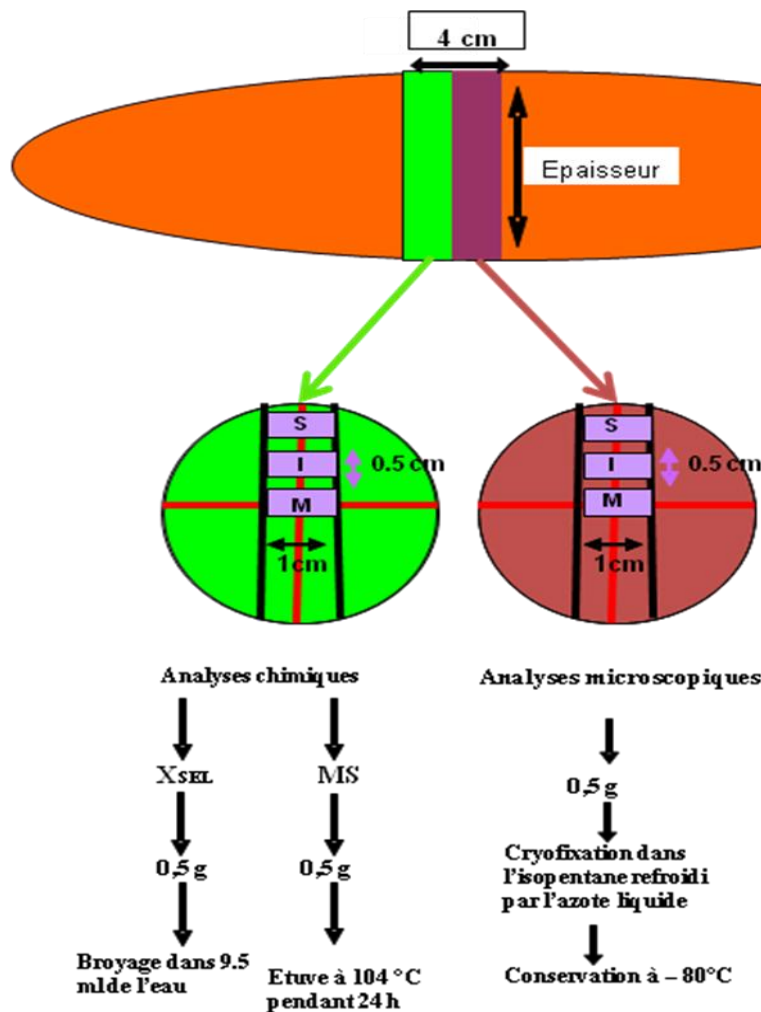 4 cm
Epaisseur
S
I
M
0.5 cm
1cm
S
I
M
0.5 cm
1cm
Analyses chimiques
Analyses microscopiques
XSEL
MS
0,5 g
0,5 g
0,5 g
Broyage dans 9.5
mlde l'eau
Etuve à 104 °C
pendant 24 h
Cryofixation dans
l'isopentane refroidi
par l'azote liquide
Conservation à – 80°C